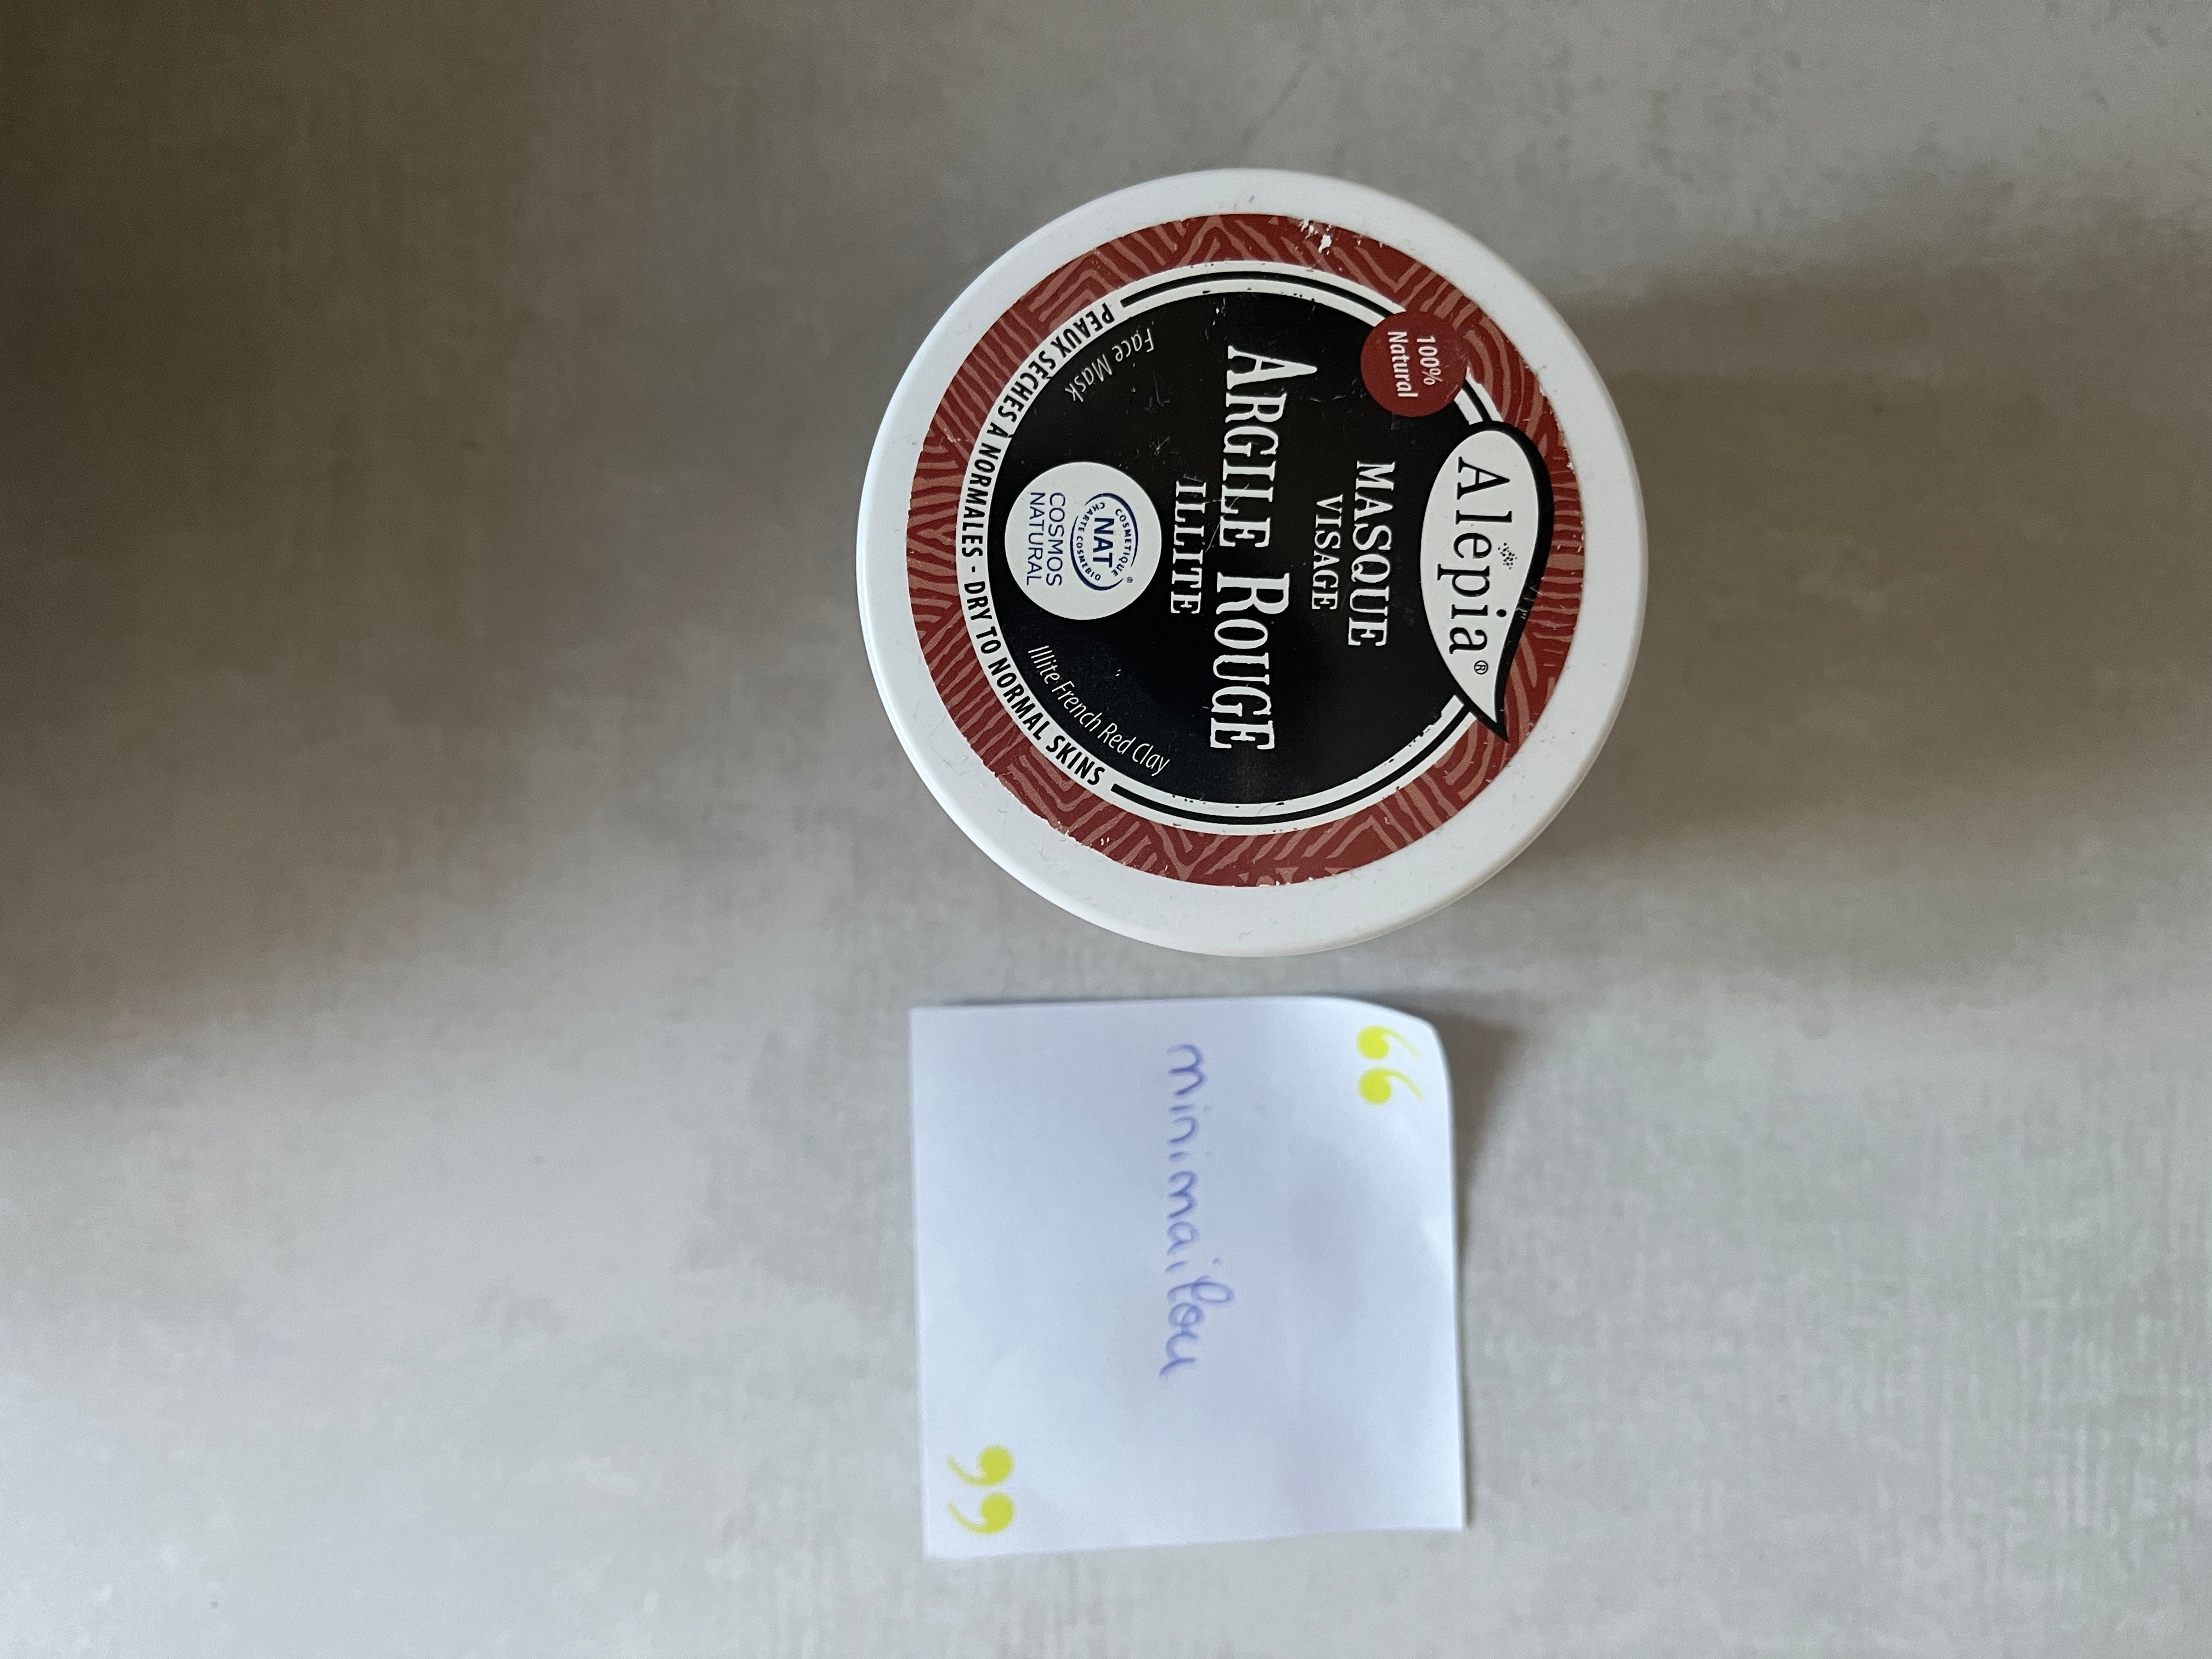 Alepia®
100%
Natural
MASQUE
VISAGE
ARGILE ROUGE
ILLITE
Face Mask
Illite French Red Clay
COSMETIQUE
NAT
CHARTE COSMEBIO
®
COSMOS
NATURAL
PEAUX SÈCHES A NORMALES - DRY TO NORMAL SKINS
“
minimailou
”